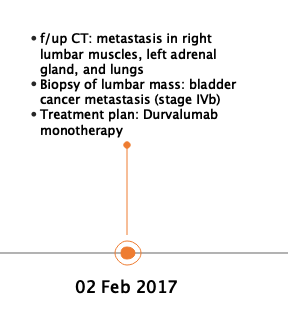 • f/up CT: metastasis in right
lumbar muscles, left adrenal
gland, and lungs
• Biopsy of lumbar mass: bladder
cancer metastasis (stage IVb)
• Treatment plan: Durvalumab
monotherapy
02 Feb 2017